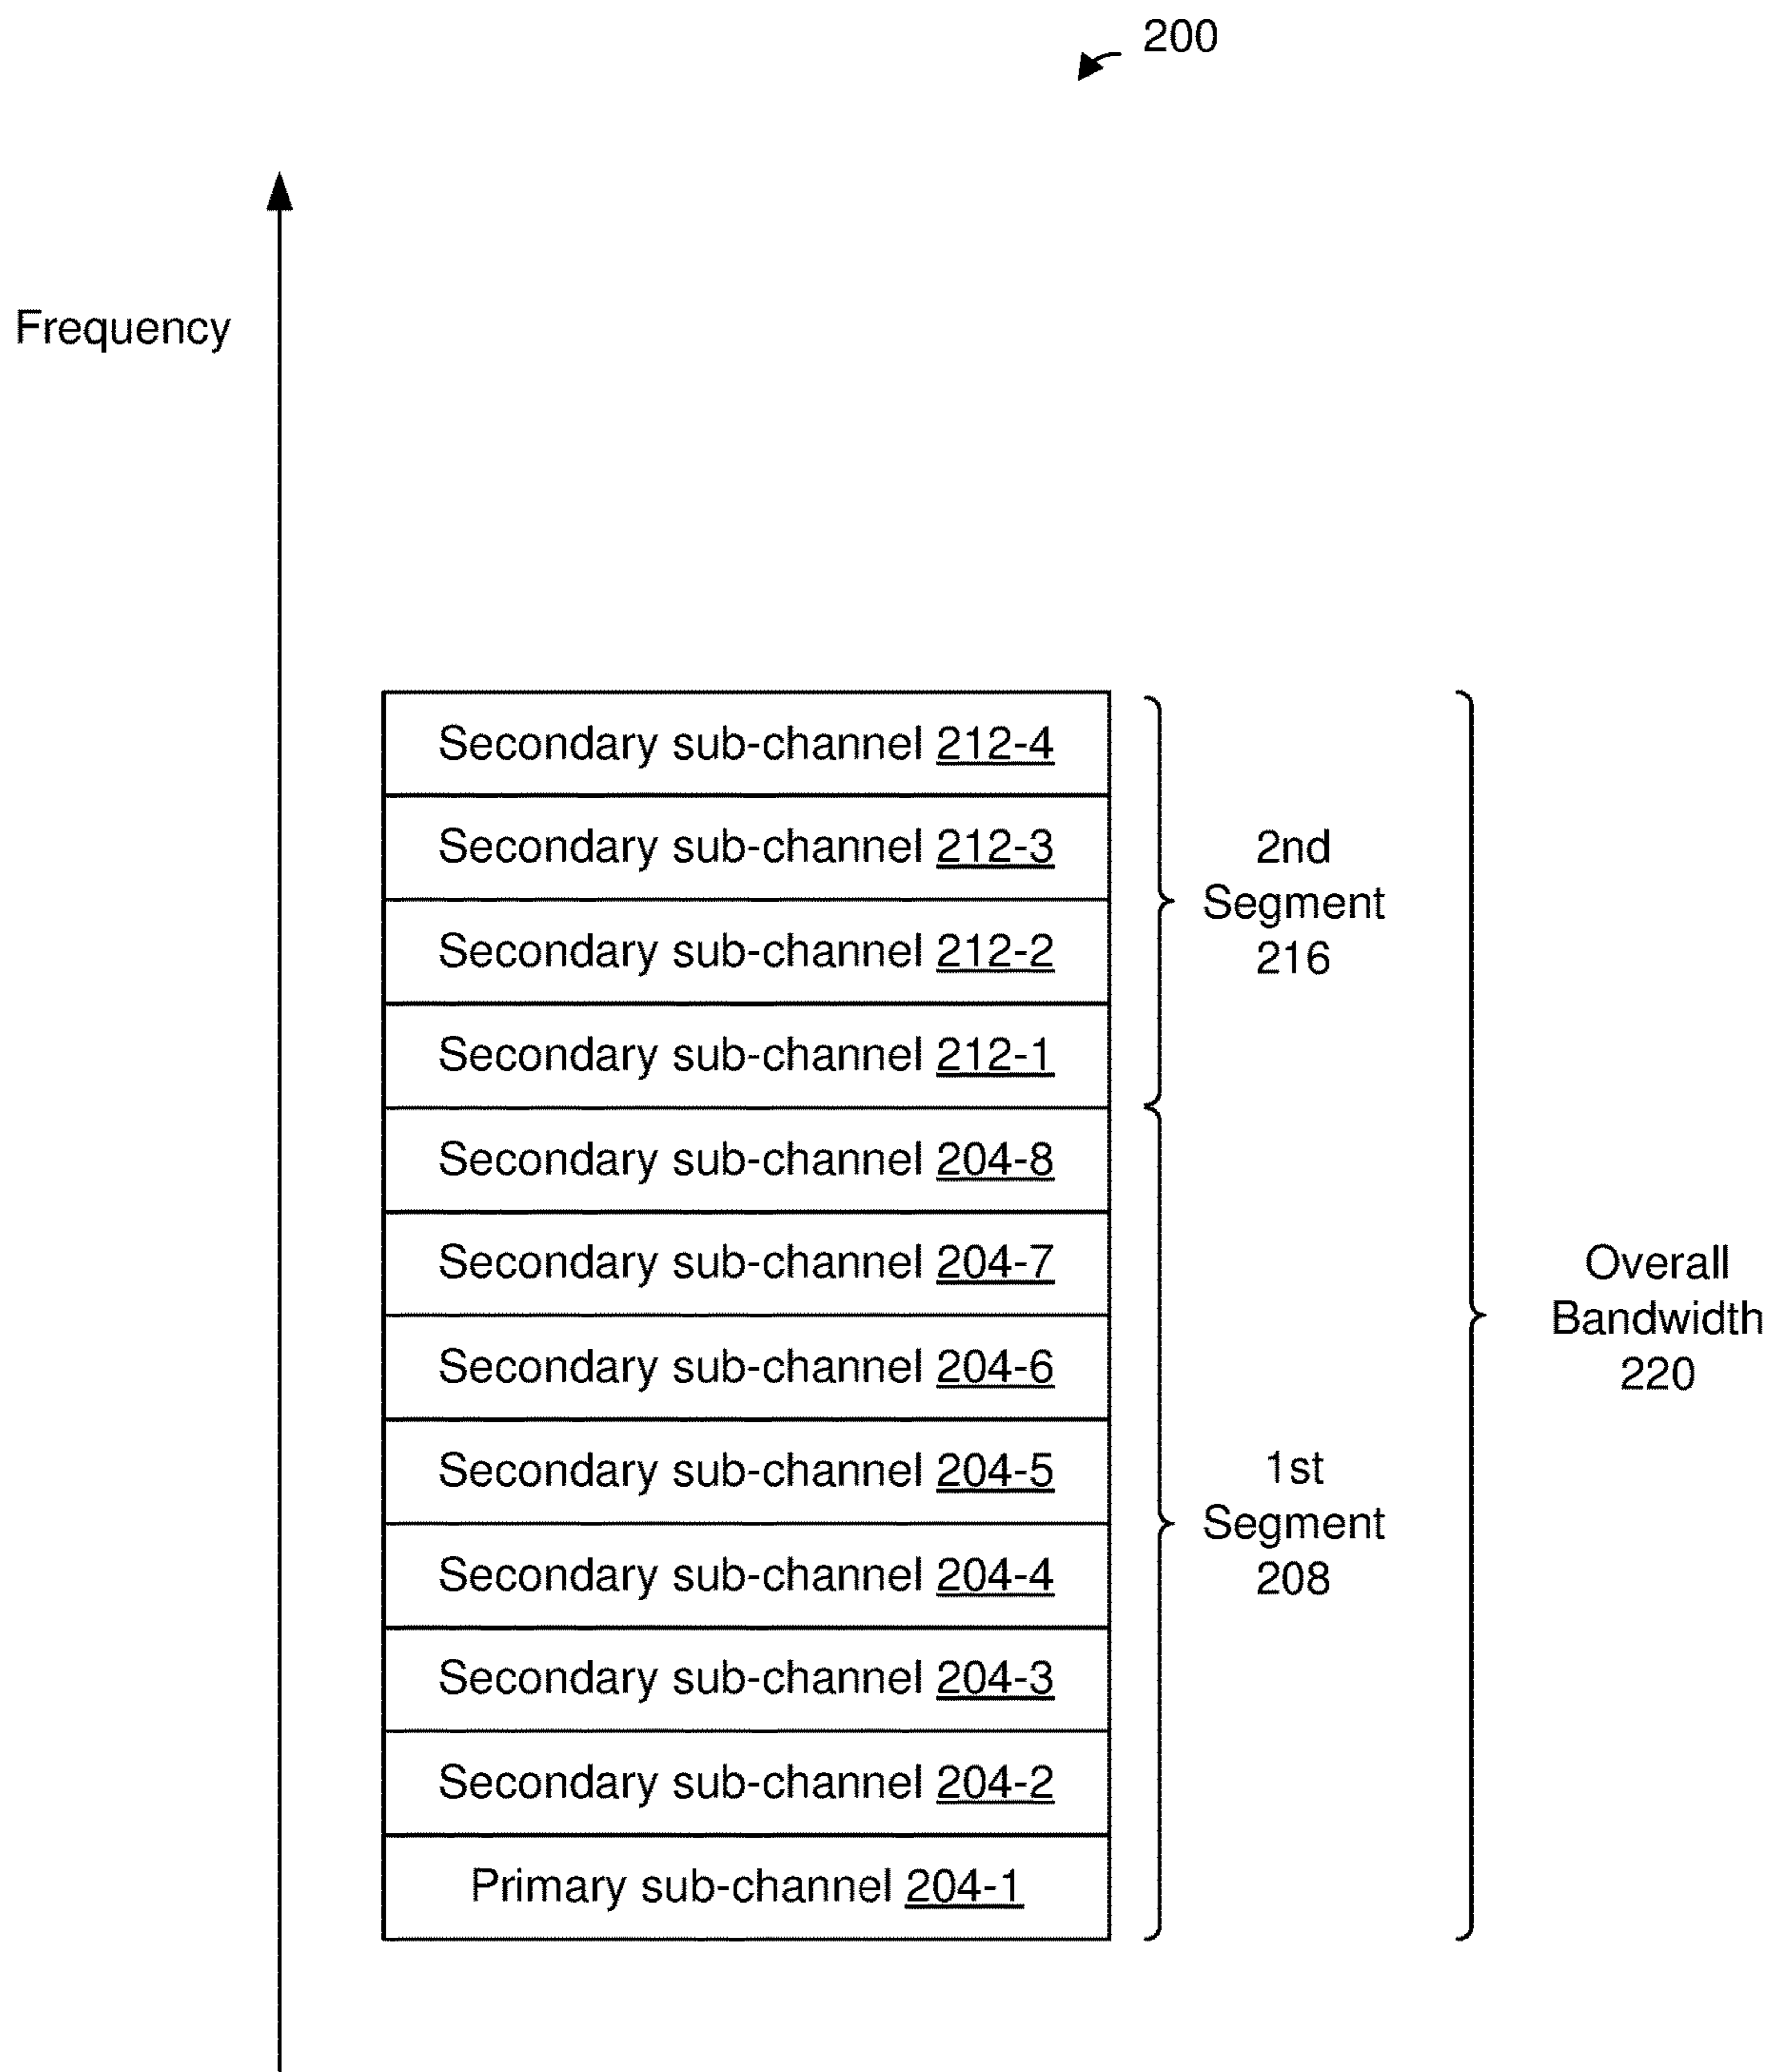 200
Frequency
Secondary sub-channel 212-4
Secondary sub-channel 212-3
Secondary sub-channel 212-2
Secondary sub-channel 212-1
2nd
Segment
216
Secondary sub-channel 204-8
Secondary sub-channel 204-7
Secondary sub-channel 204-6
Secondary sub-channel 204-5
Secondary sub-channel 204-4
Secondary sub-channel 204-3
Secondary sub-channel 204-2
Primary sub-channel 204-1
1st
Segment
208
Overall
Bandwidth
220